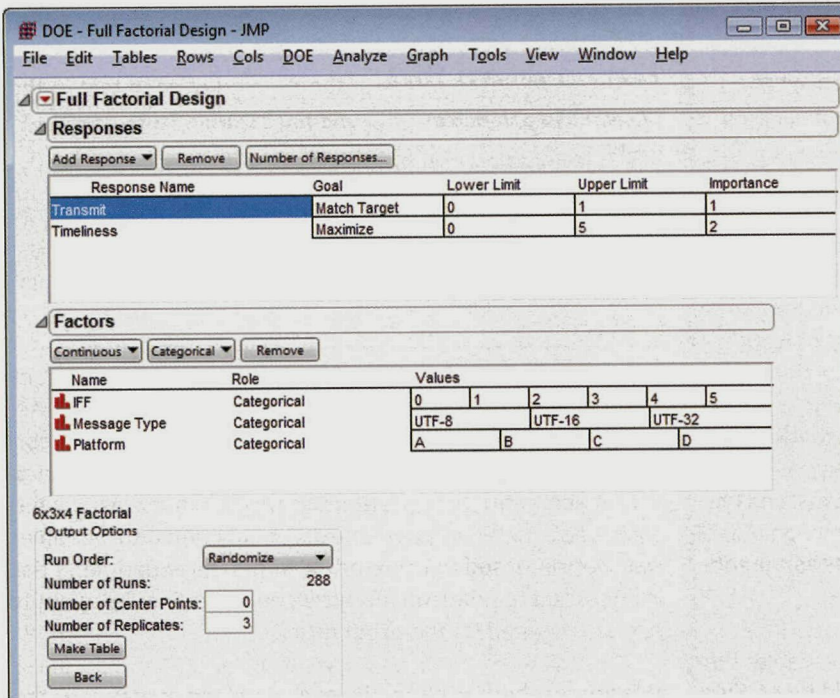 DOE - Full Factorial Design - JMP
File Edit Tables Rows Cols DOE Analyze Graph Tools View Window Help
Full Factorial Design
Responses
Add Response Remove Number of Responses...
Response Name Goal Lower Limit Upper Limit Importance
Transmit Match Target 0 1 1
Timeliness Maximize 0 5 2
Factors
Continuous Categorical Remove
Name Role Values
IFF Categorical 0 1 2 3 4 5
Message Type Categorical UTF-8 UTF-16 UTF-32
Platform Categorical A B C D
6x3x4 Factorial
Output Options
Run Order: Randomize
Number of Runs: 288
Number of Center Points: 0
Number of Replicates: 3
Make Table
Back